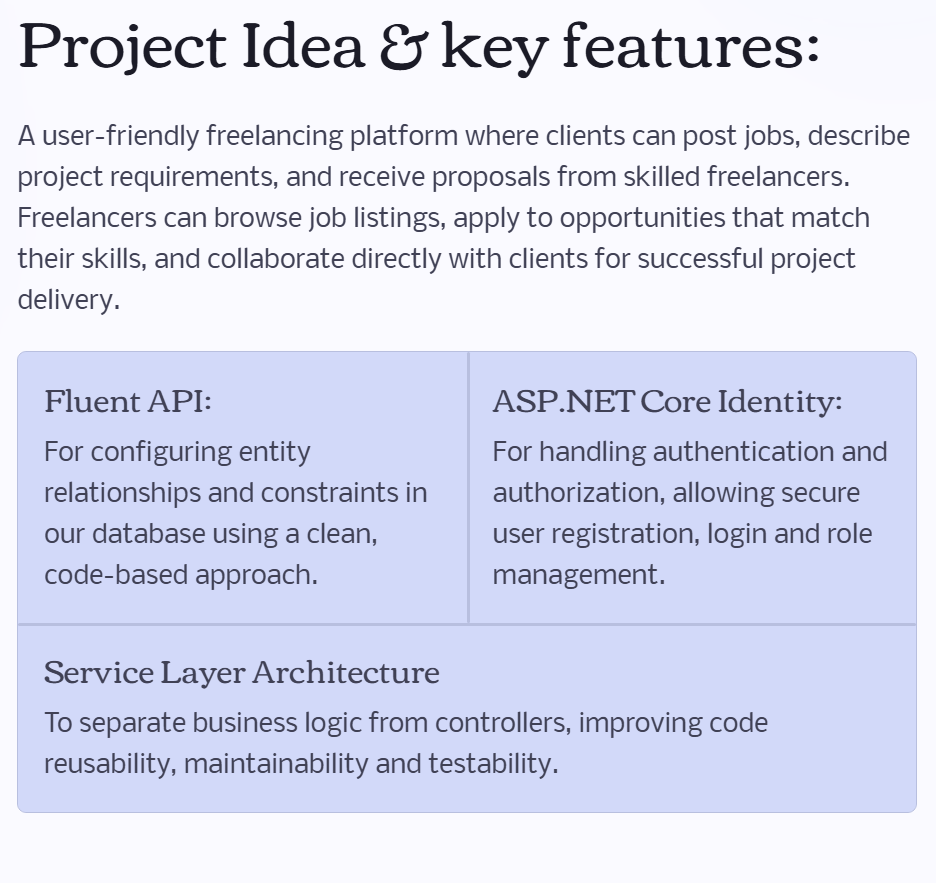 Project Idea & key features:
A user-friendly freelancing platform where clients can post jobs, describe
project requirements, and receive proposals from skilled freelancers.
Freelancers can browse job listings, apply to opportunities that match
their skills, and collaborate directly with clients for successful project
delivery.
Fluent API:
For configuring entity
relationships and constraints in
our database using a clean,
code-based approach.
ASP.NET Core Identity:
For handling authentication and
authorization, allowing secure
user registration, login and role
management.
Service Layer Architecture
To separate business logic from controllers, improving code
reusability, maintainability and testability.